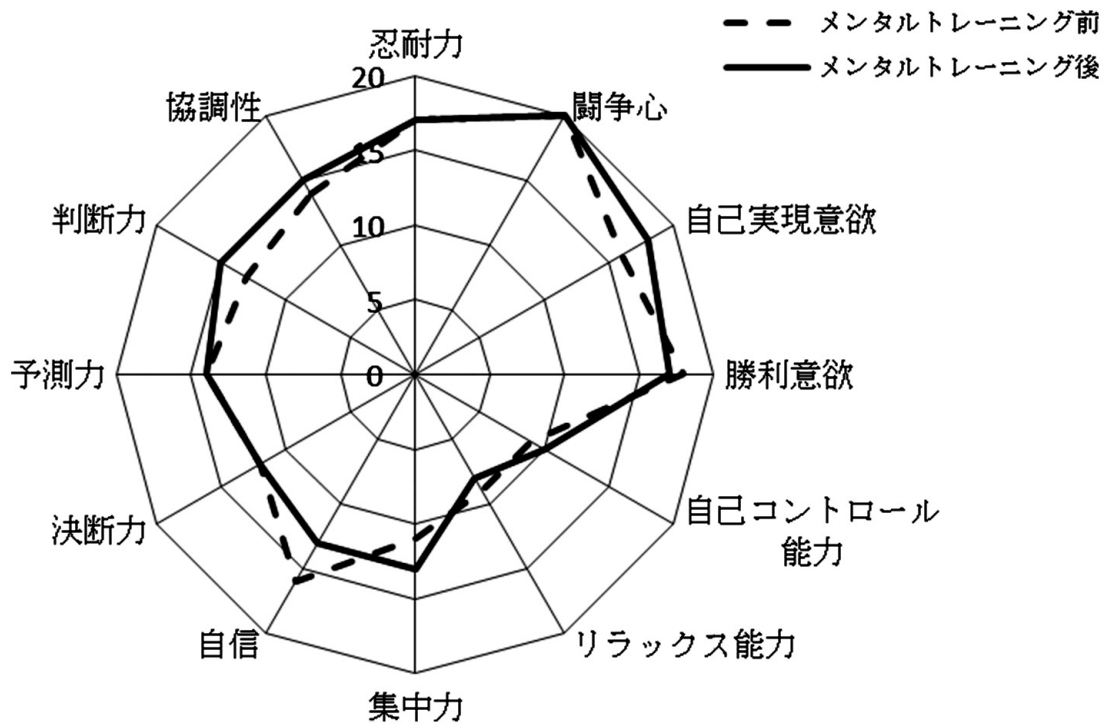 メンタルトレーニング前
メンタルトレーニング後
忍耐力
20
協調性
闘争心
15
判断力
自己実現意欲
10
5
予測力
0
勝利意欲
決断力
自己コントロール
能力
自信
リラックス能力
集中力